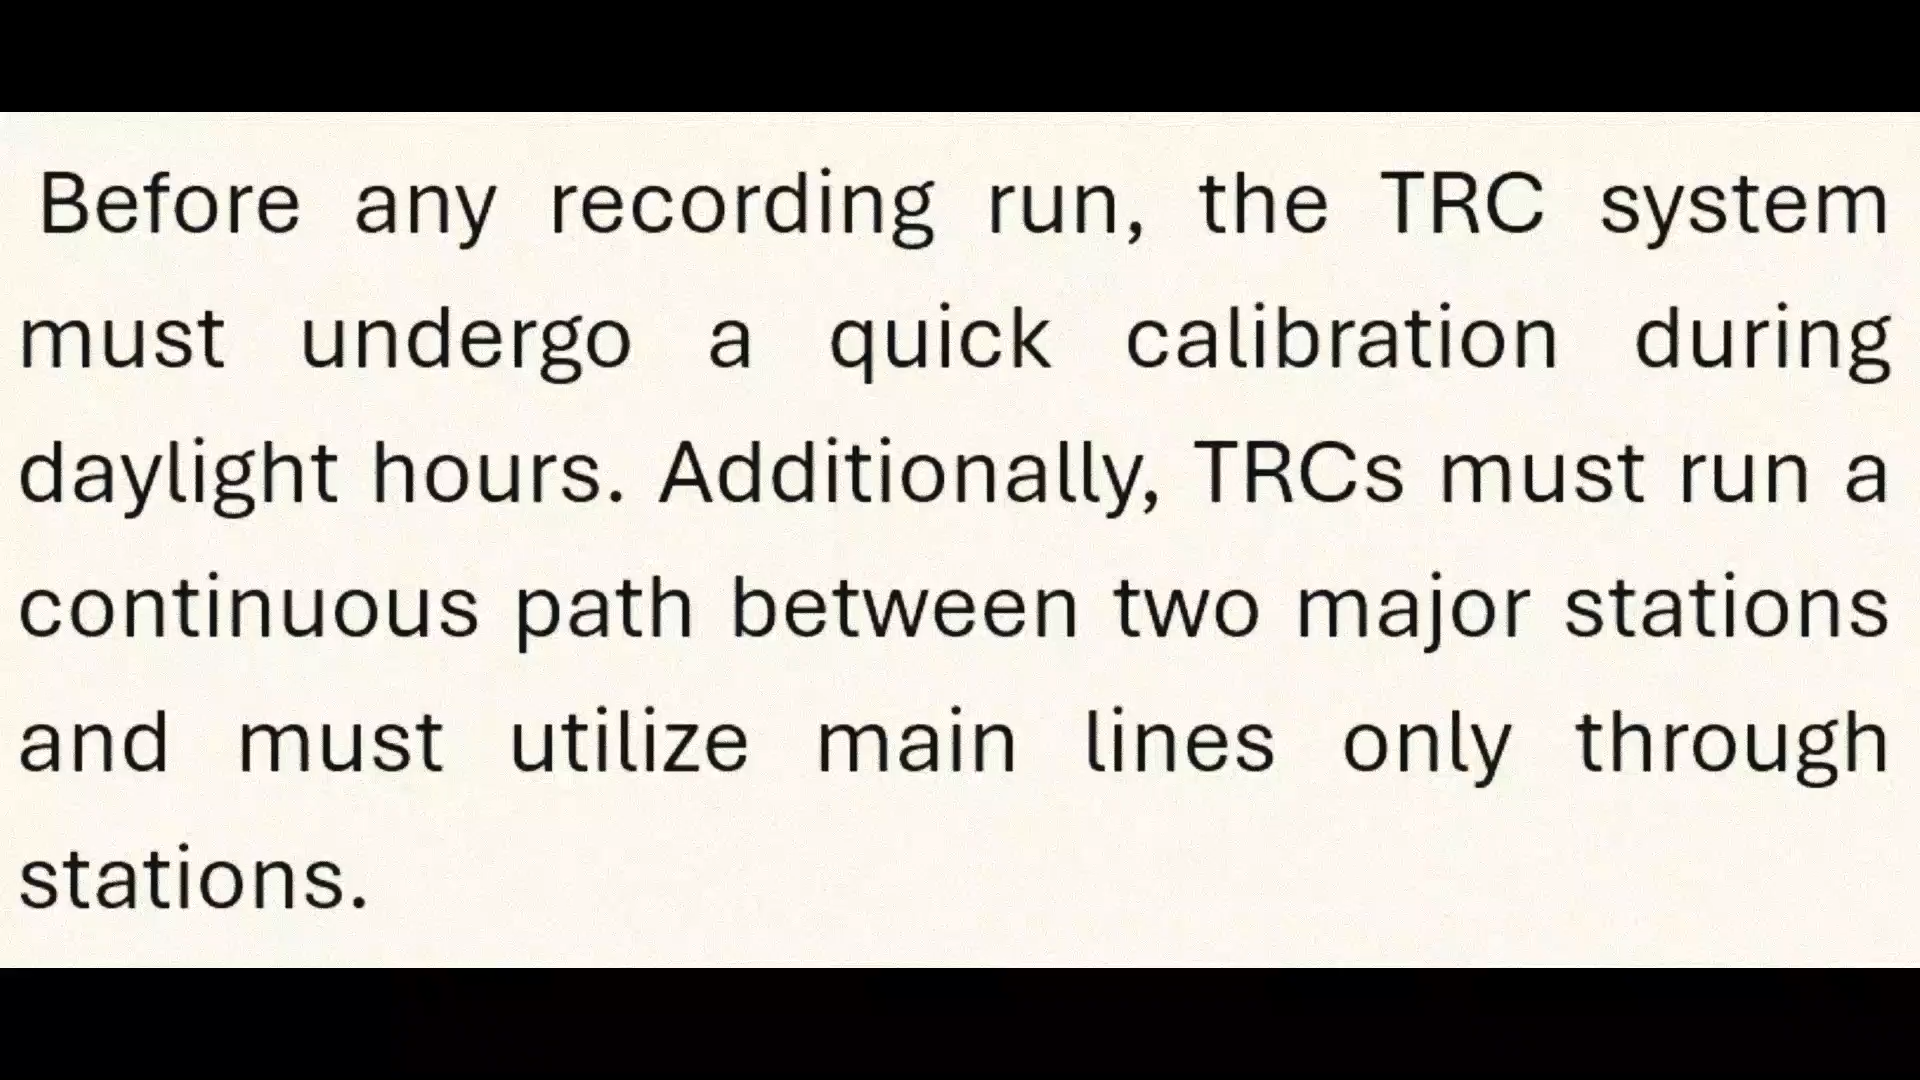 Before any recording run, the TRC system
must undergo a quick calibration during
daylight hours. Additionally, TRCs must run a
continuous path between two major stations
and must utilize main lines only through
stations.